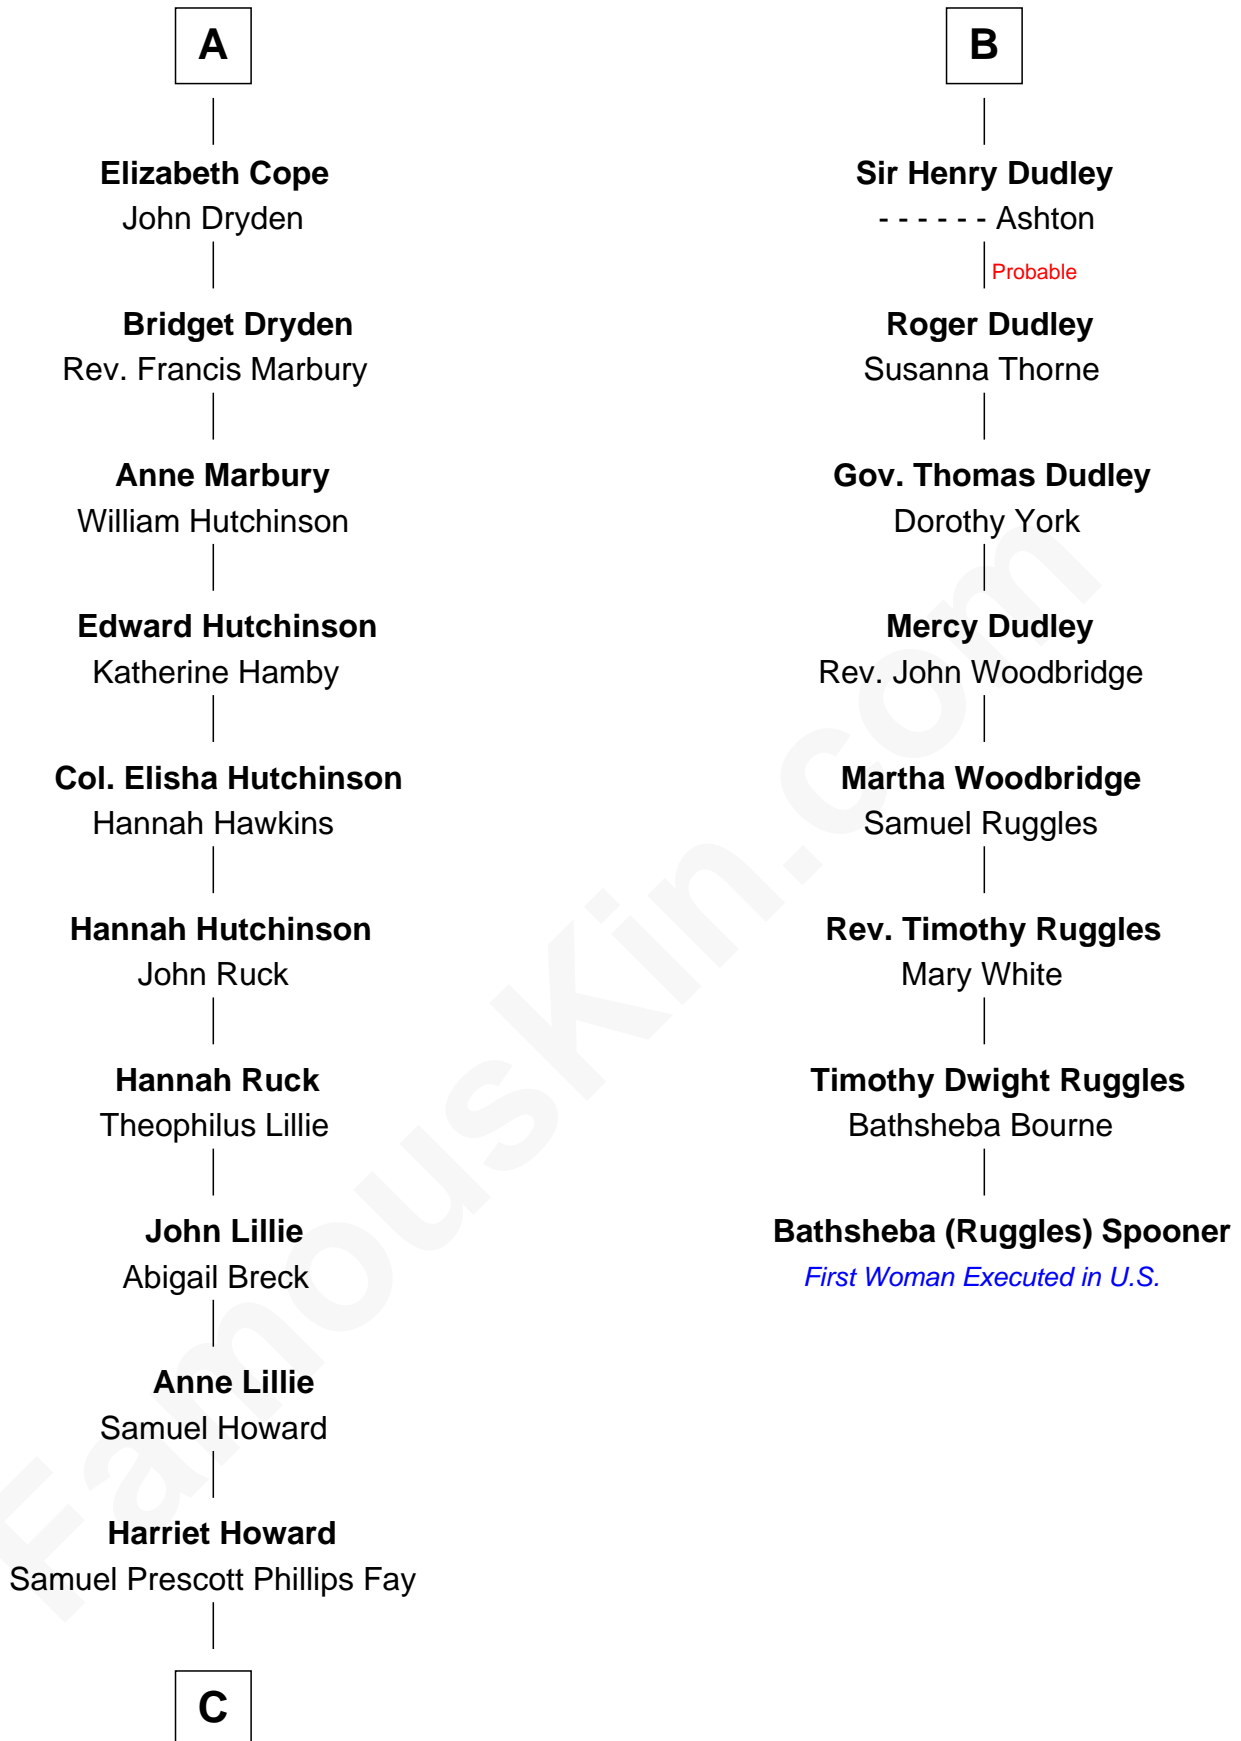 A
Elizabeth Cope
John Dryden
Bridget Dryden
Rev. Francis Marbury
Anne Marbury
William Hutchinson
Edward Hutchinson
Katherine Hamby
Col. Elisha Hutchinson
Hannah Hawkins
Hannah Hutchinson
John Ruck
Hannah Ruck
Theophilus Lillie
John Lillie
Abigail Breck
Anne Lillie
Samuel Howard
Harriet Howard
Samuel Prescott Phillips Fay
C
B
Sir Henry Dudley
- - - - - - Ashton
Probable
Roger Dudley
Susanna Thorne
Gov. Thomas Dudley
Dorothy York
Mercy Dudley
Rev. John Woodbridge
Martha Woodbridge
Samuel Ruggles
Rev. Timothy Ruggles
Mary White
Timothy Dwight Ruggles
Bathsheba Bourne
Bathsheba (Ruggles) Spooner
First Woman Executed in U.S.
FamousKin.com